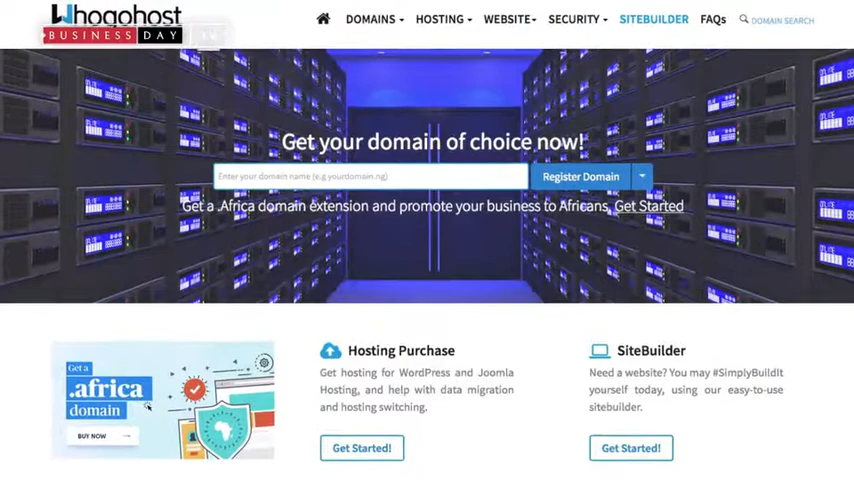 Whogohost
BUSINESS DAY
DOMAINS HOSTING WEBSITE SECURITY SITEBUILDER FAQs DOMAIN SEARCH
Get your domain of choice now!
Enter your domain name (e.g yourdomain.ng) Register Domain
Get a .Africa domain extension and promote your business to Africans, Get Started
Get a
.africa
domain
BUY NOW
Hosting Purchase
Get hosting for WordPress and Joomla
Hosting, and help with data migration
and hosting switching.
Get Started!
SiteBuilder
Need a website? You may #SimplyBuildIt
yourself today, using our easy-to-use
sitebuilder.
Get Started!